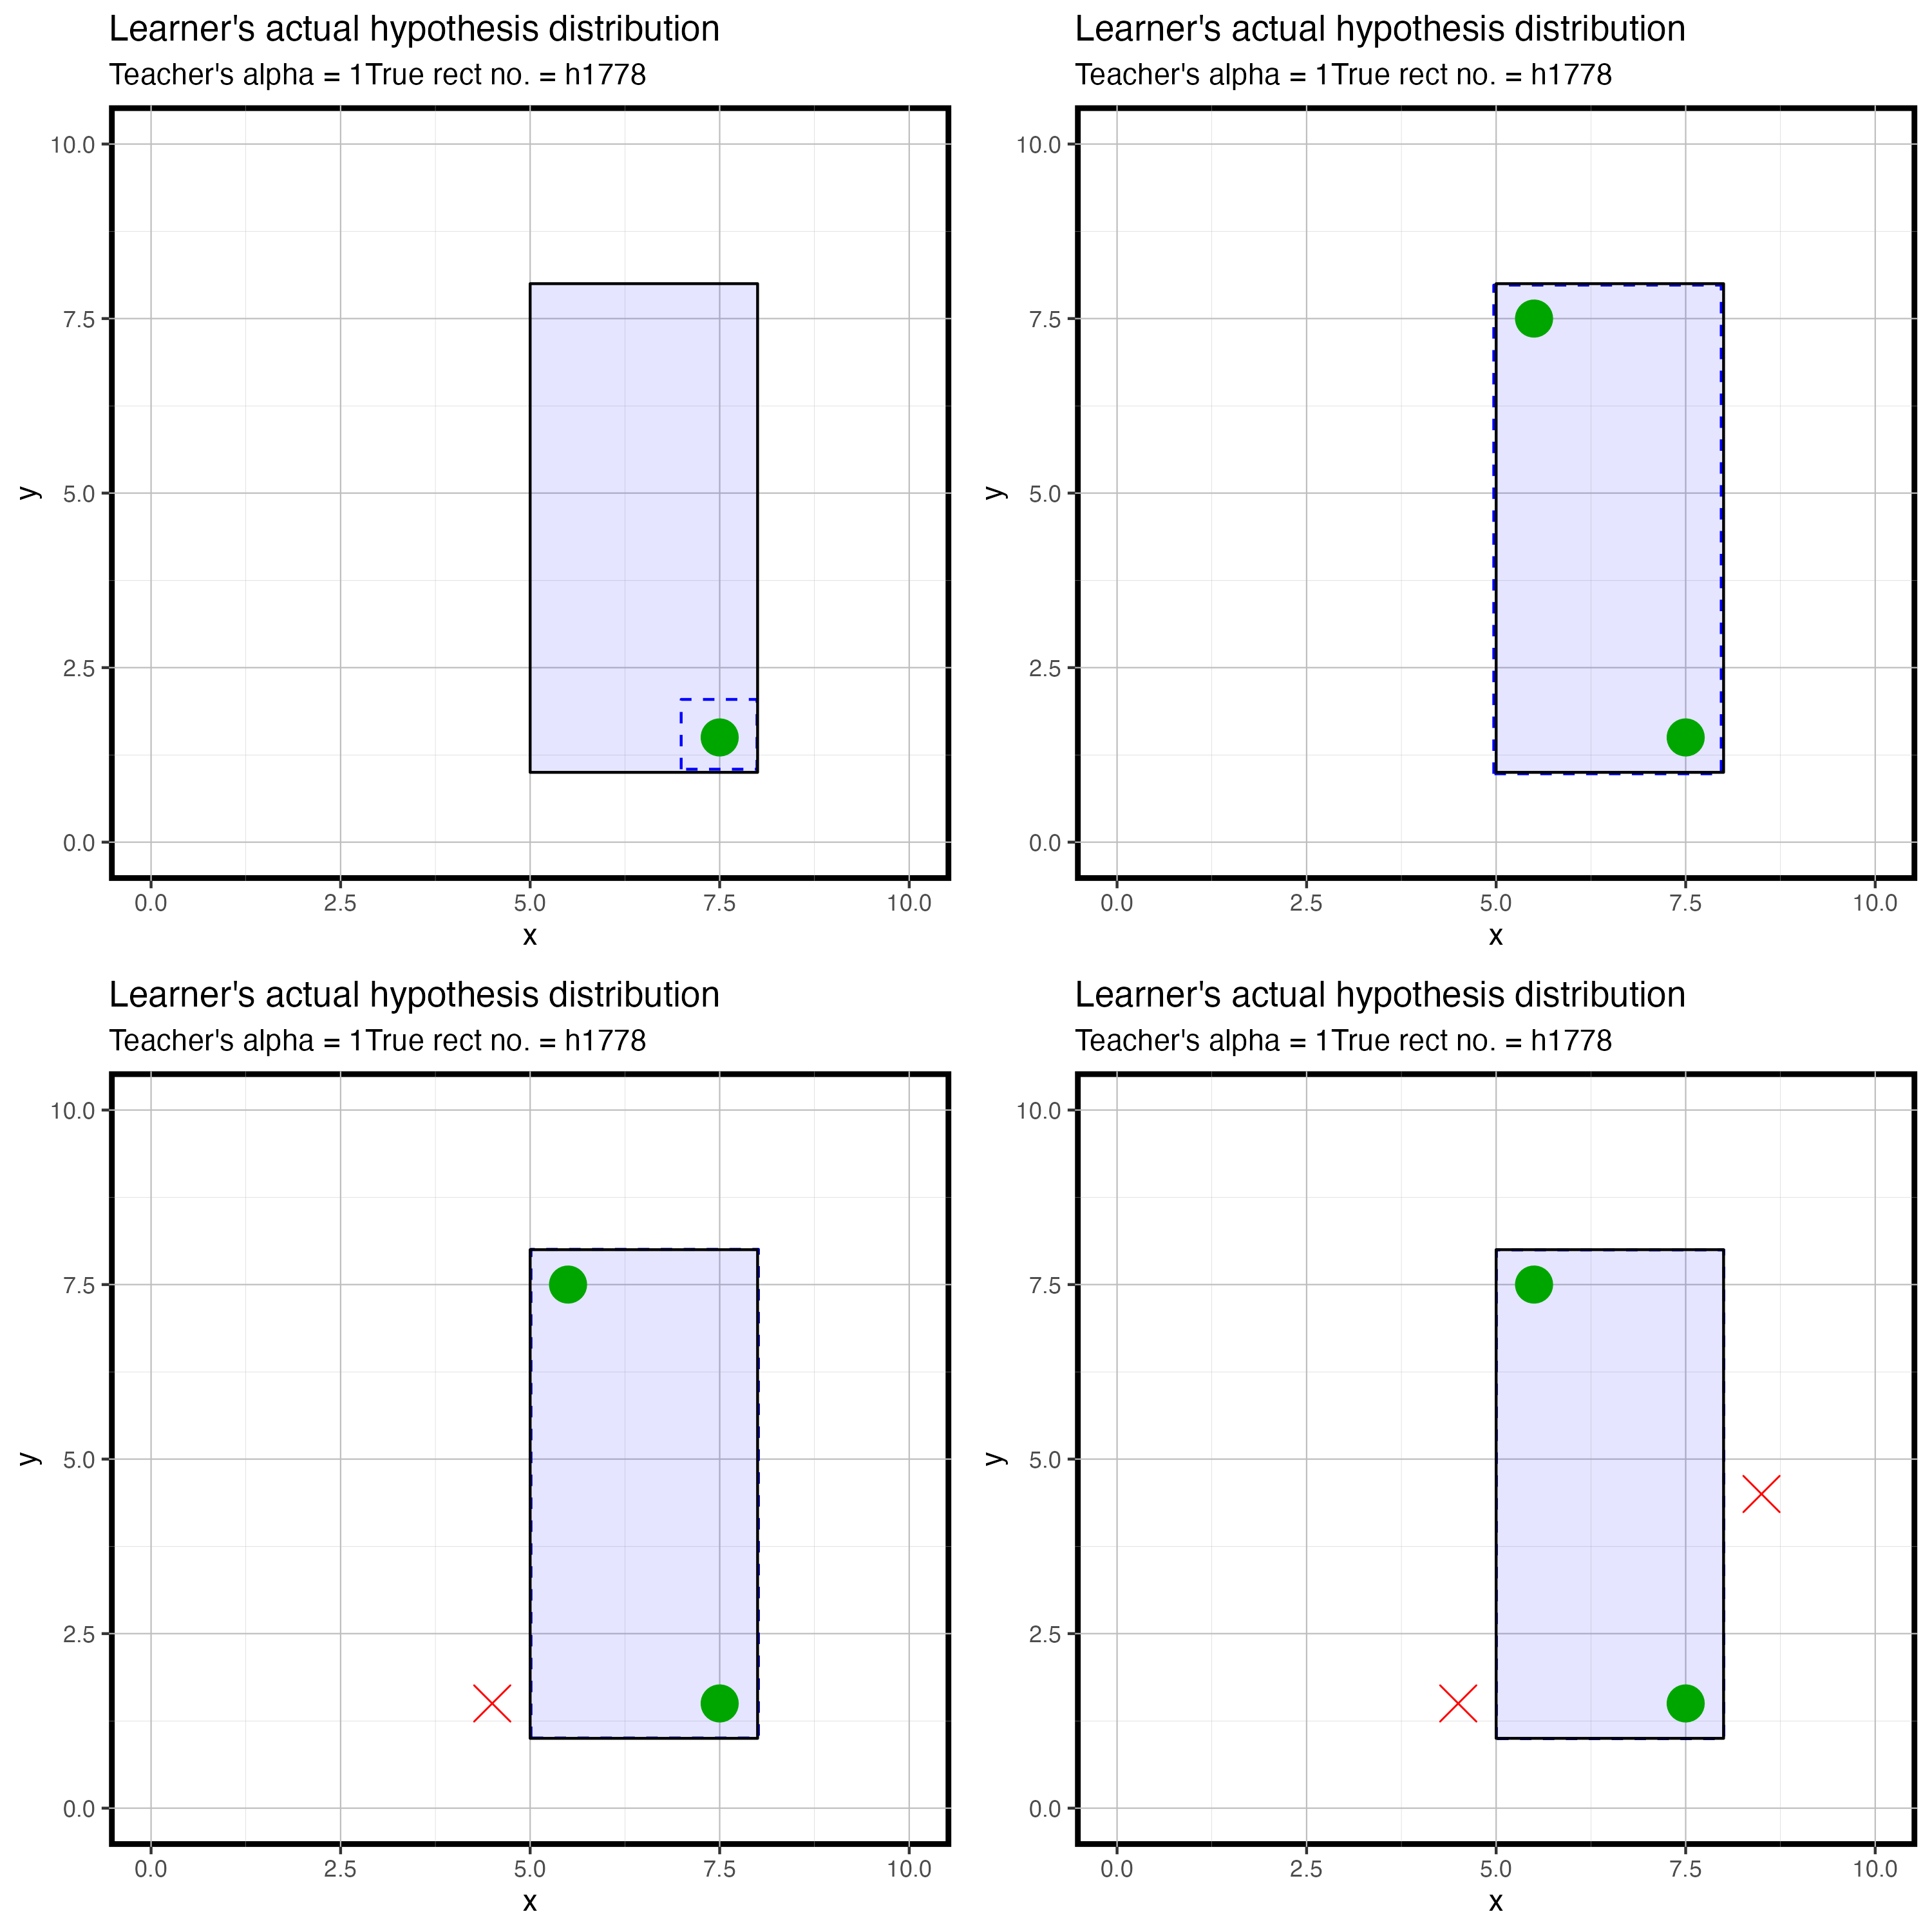 Learner's actual hypothesis distribution
Teacher's alpha = 1True rect no. = h1778
10.0
7.5
5.0
2.5
0.0
y
0.0 2.5 5.0 7.5 10.0
x
Learner's actual hypothesis distribution
Teacher's alpha = 1True rect no. = h1778
10.0
7.5
5.0
2.5
0.0
y
0.0 2.5 5.0 7.5 10.0
x
Learner's actual hypothesis distribution
Teacher's alpha = 1True rect no. = h1778
10.0
7.5
5.0
2.5
0.0
y
0.0 2.5 5.0 7.5 10.0
x
Learner's actual hypothesis distribution
Teacher's alpha = 1True rect no. = h1778
10.0
7.5
5.0
2.5
0.0
y
0.0 2.5 5.0 7.5 10.0
x